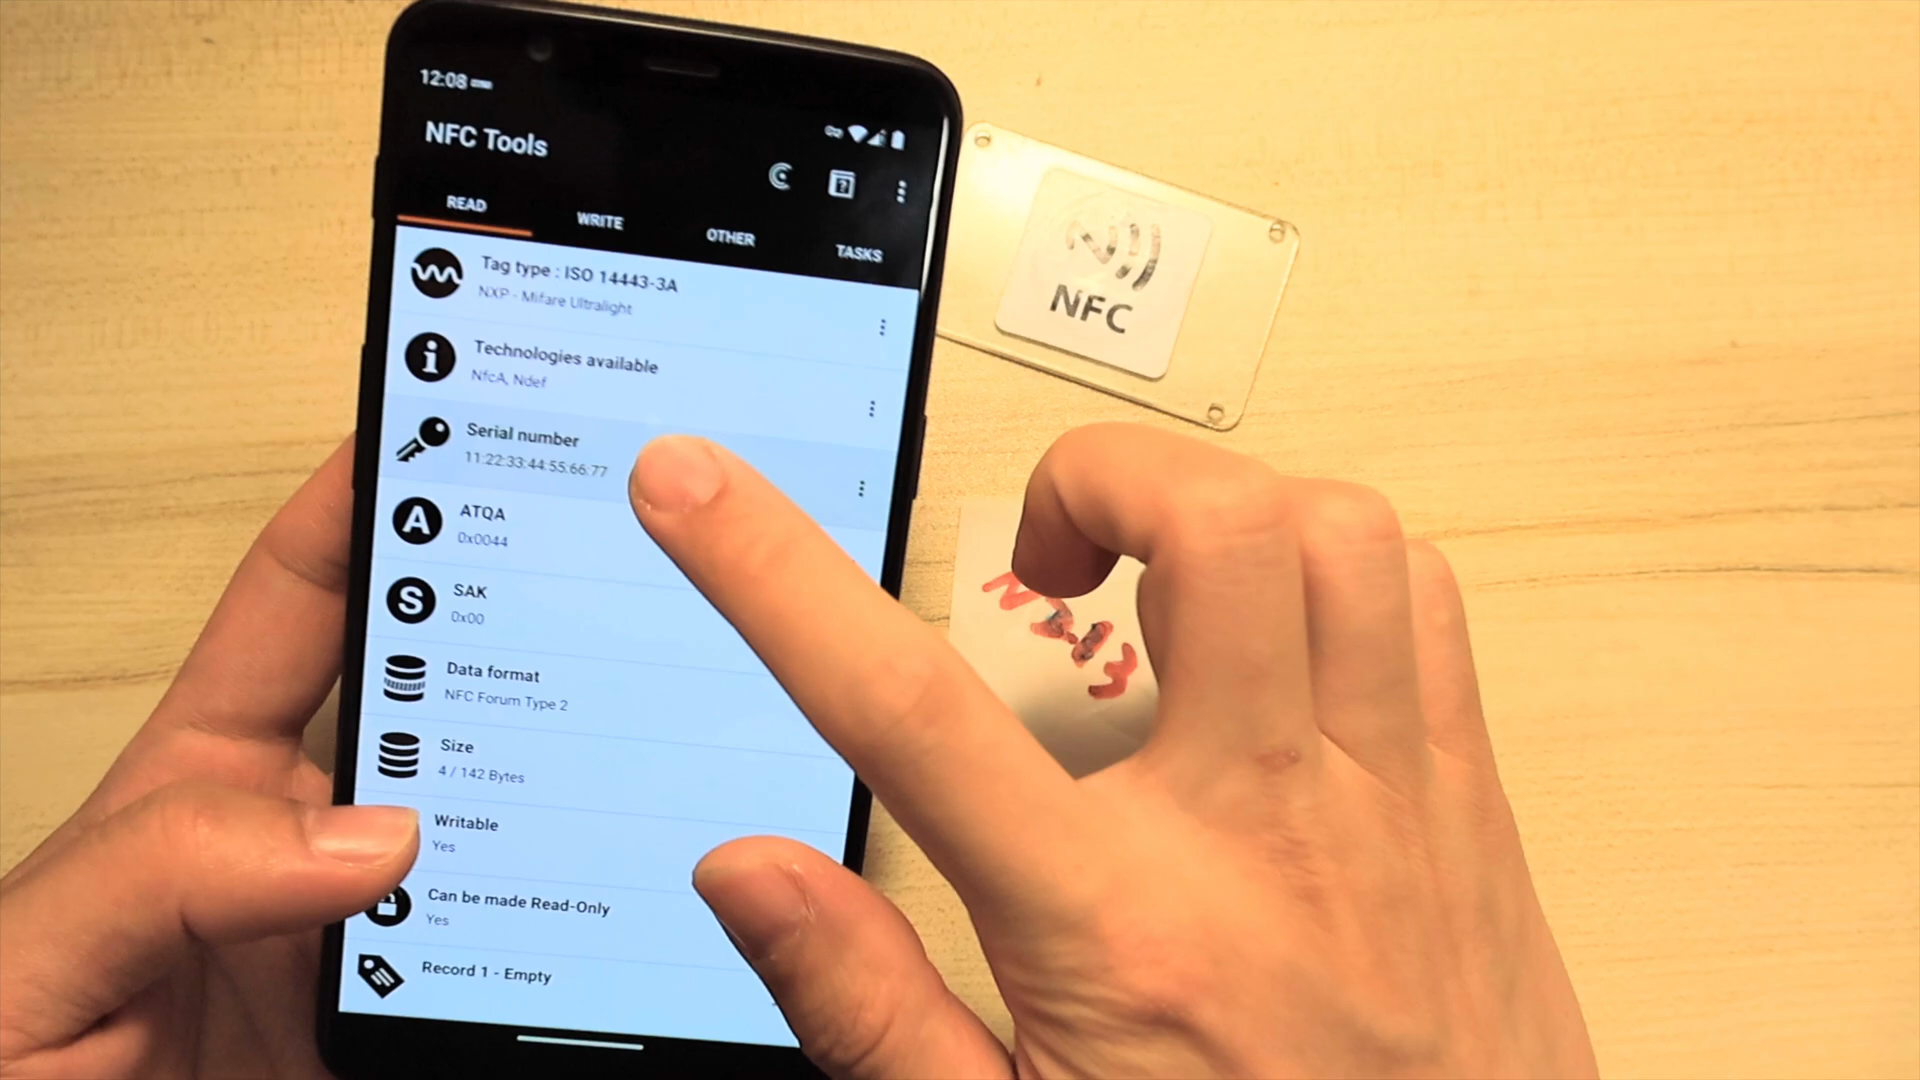 12:08
NFC Tools
READ
WRITE
OTHER
TASKS
Tag type : ISO 14443-3A
NXP - Mifare Ultralight
Technologies available
NfcA, Ndef
Serial number
11:22:33:44:55:66:77
A
ATQA
0x0044
S
SAK
0x00
Data format
NFC Forum Type 2
Size
4 / 142 Bytes
Writable
Yes
Can be made Read-Only
Yes
Record 1 - Empty
NFC